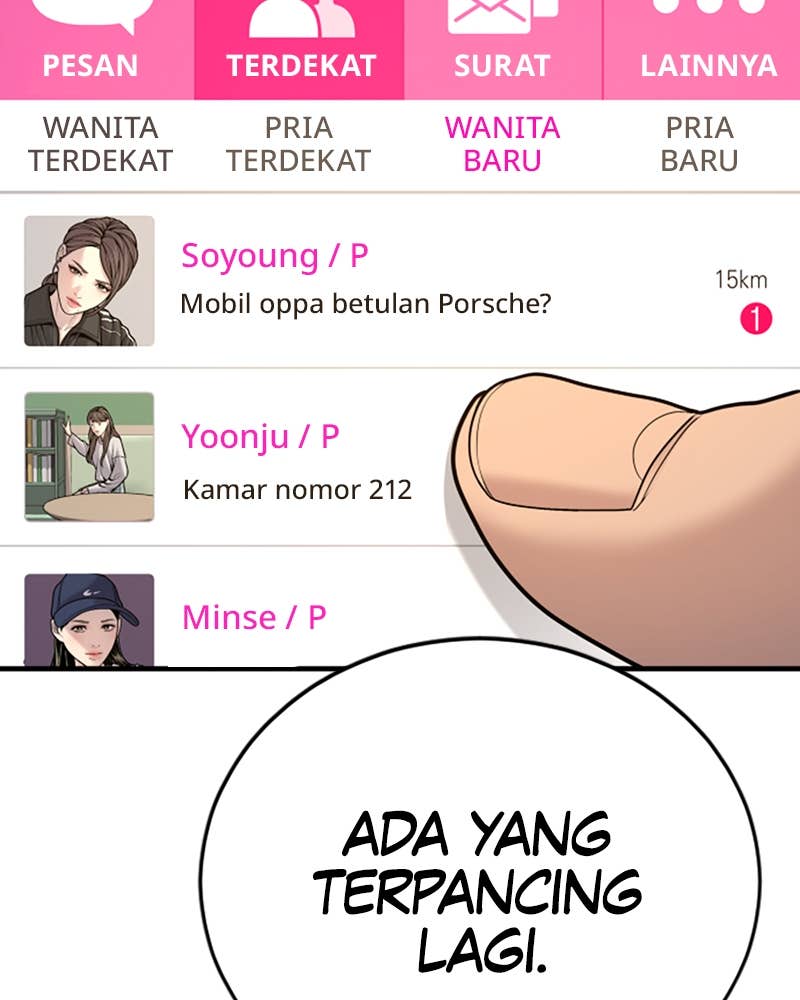 PESAN TERDEKAT SURAT LAINNYA
WANITA TERDEKAT
PRIA TERDEKAT
WANITA BARU
PRIA BARU
Soyoung / P
Mobil oppa betulan Porsche?
15km
1
Yoonju / P
Kamar nomor 212
Minse / P
ADA YANG
TERPANCING
LAGI.